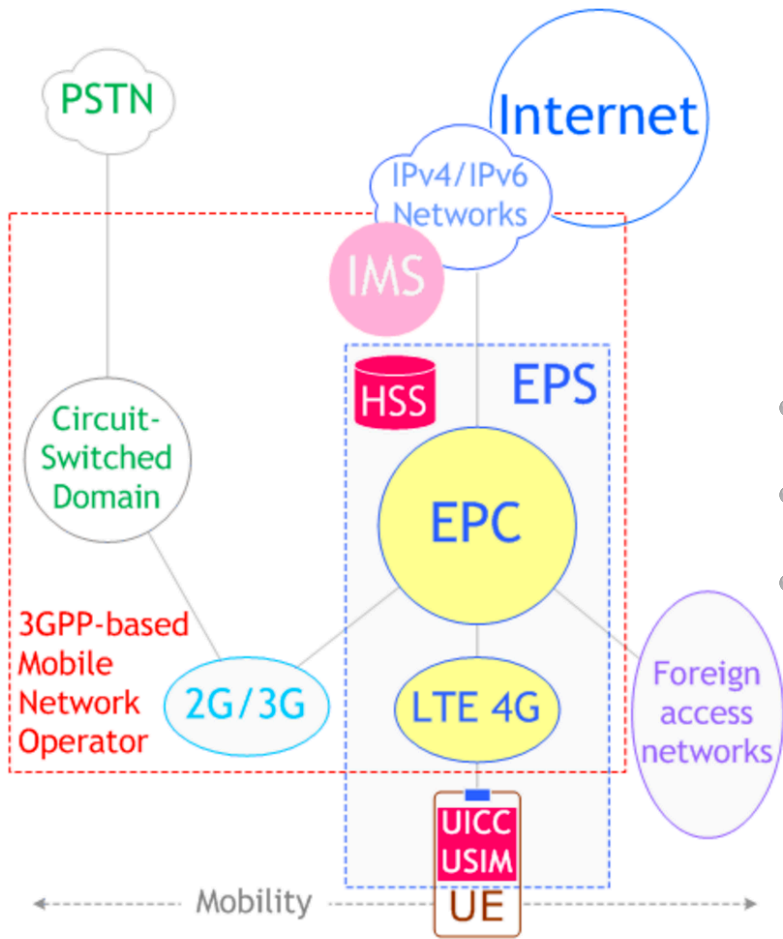 PSTN
Internet
IPv4/IPv6
Networks
IMS
HSS
EPS
Circuit-
Switched
Domain
EPC
3GPP-based
Mobile
Network
Operator
2G/3G
LTE 4G
Foreign
access
networks
UICC
USIM
UE
Mobility